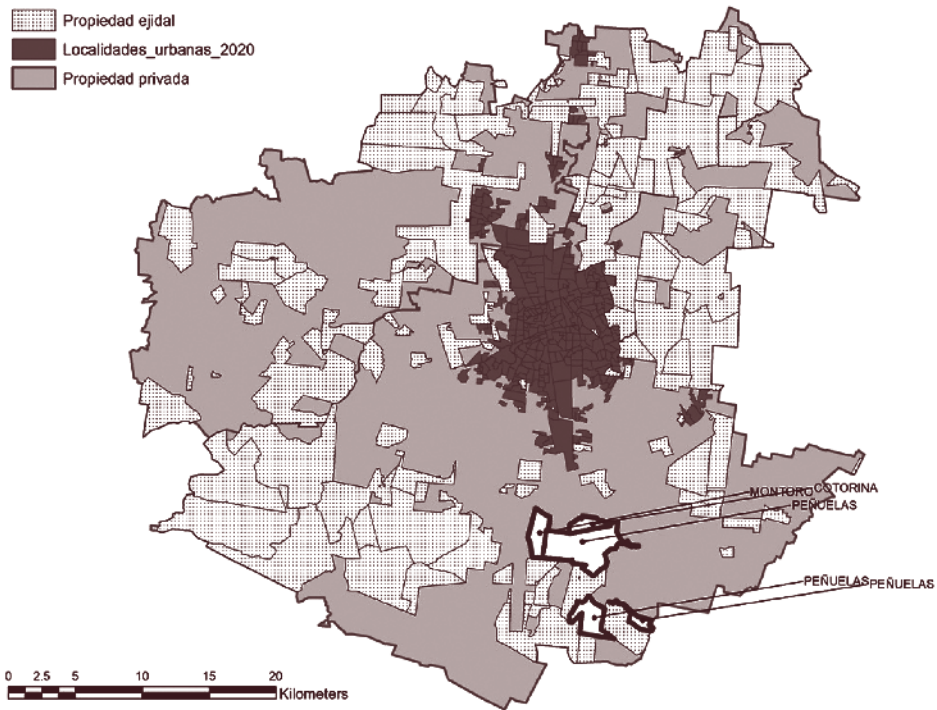 Propiedad ejidal
Localidades_urbanas_2020
Propiedad privada
MONTORO COTORINA
PEÑUELAS
PEÑUELAS PEÑUELAS
0 2.5 5 10 15 20
Kilometers